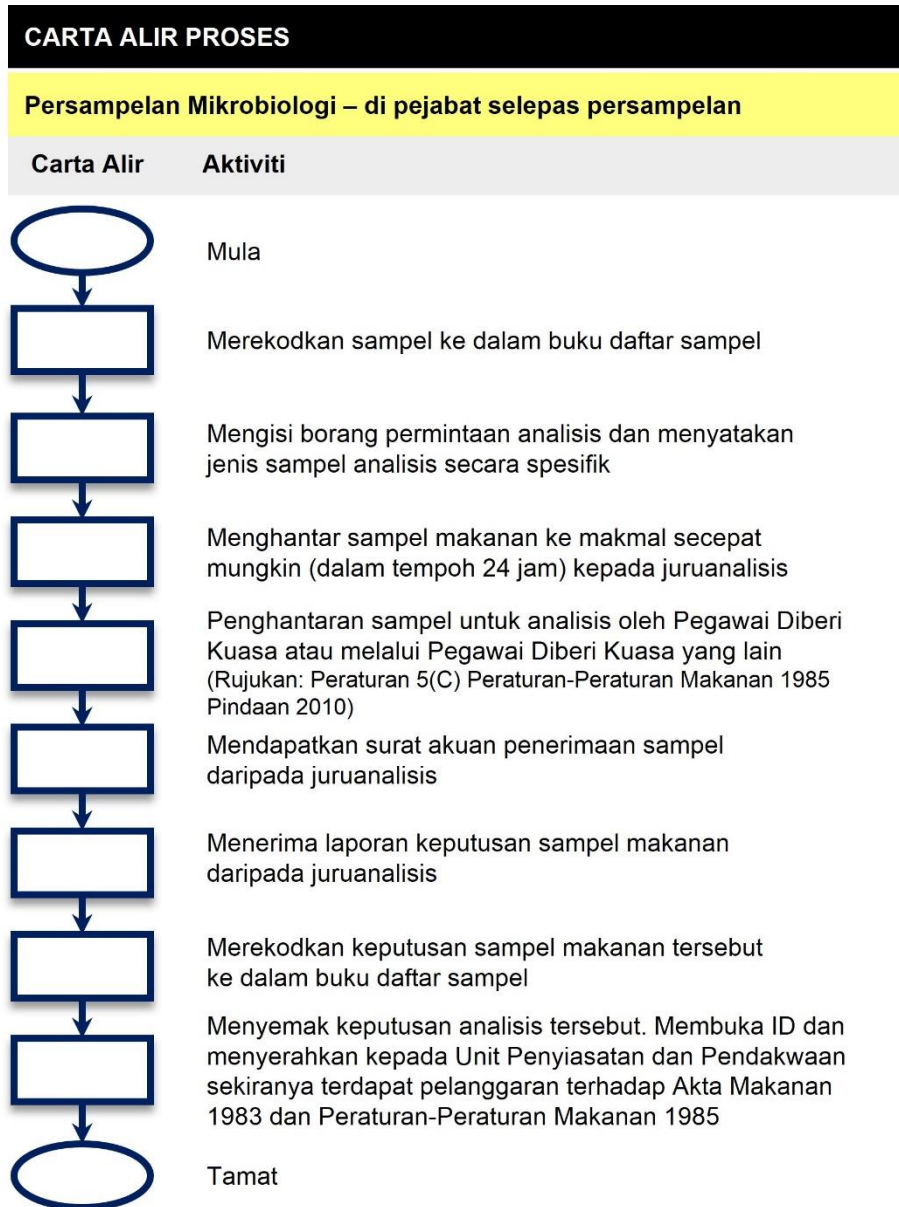 CARTA ALIR PROSES
Persampelan Mikrobiologi – di pejabat selepas persampelan
Carta Alir Aktiviti
Mula
Merekodkan sampel ke dalam buku daftar sampel
Mengisi borang permintaan analisis dan menyatakan
jenis sampel analisis secara spesifik
Menghantar sampel makanan ke makmal secepat
mungkin (dalam tempoh 24 jam) kepada juruanalisis
Penghantaran sampel untuk analisis oleh Pegawai Diberi
Kuasa atau melalui Pegawai Diberi Kuasa yang lain
(Rujukan: Peraturan 5(C) Peraturan-Peraturan Makanan 1985
Pindaan 2010)
Mendapatkan surat akuan penerimaan sampel
daripada juruanalisis
Menerima laporan keputusan sampel makanan
daripada juruanalisis
Merekodkan keputusan sampel makanan tersebut
ke dalam buku daftar sampel
Menyemak keputusan analisis tersebut. Membuka ID dan
menyerahkan kepada Unit Penyiasatan dan Pendakwaan
sekiranya terdapat pelanggaran terhadap Akta Makanan
1983 dan Peraturan-Peraturan Makanan 1985
Tamat